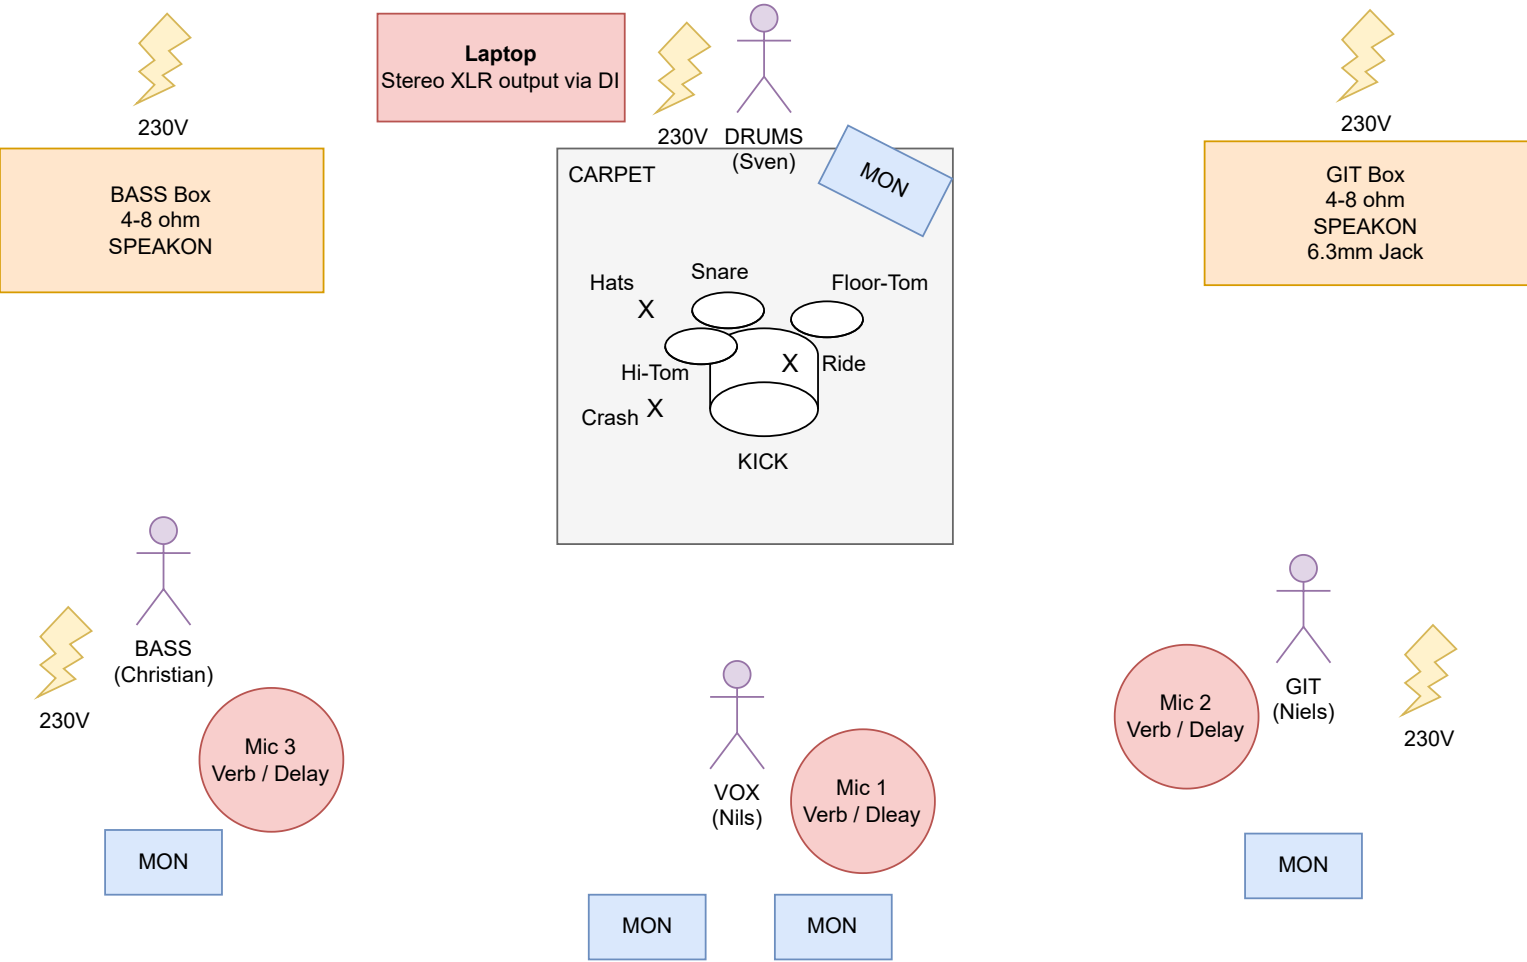 230V
Laptop
Stereo XLR output via DI
230V
DRUMS
(Sven)
230V
BASS Box
4-8 ohm
SPEAKON
CARPET
MON
GIT Box
4-8 ohm
SPEAKON
6.3mm Jack
Hats
X
Snare
Floor-Tom
Hi-Tom
X
Ride
Crash
X
KICK
BASS
(Christian)
230V
Mic 3
Verb / Delay
MON
VOX
(Nils)
Mic 1
Verb / Dleay
MON
MON
Mic 2
Verb / Delay
GIT
(Niels)
230V
MON